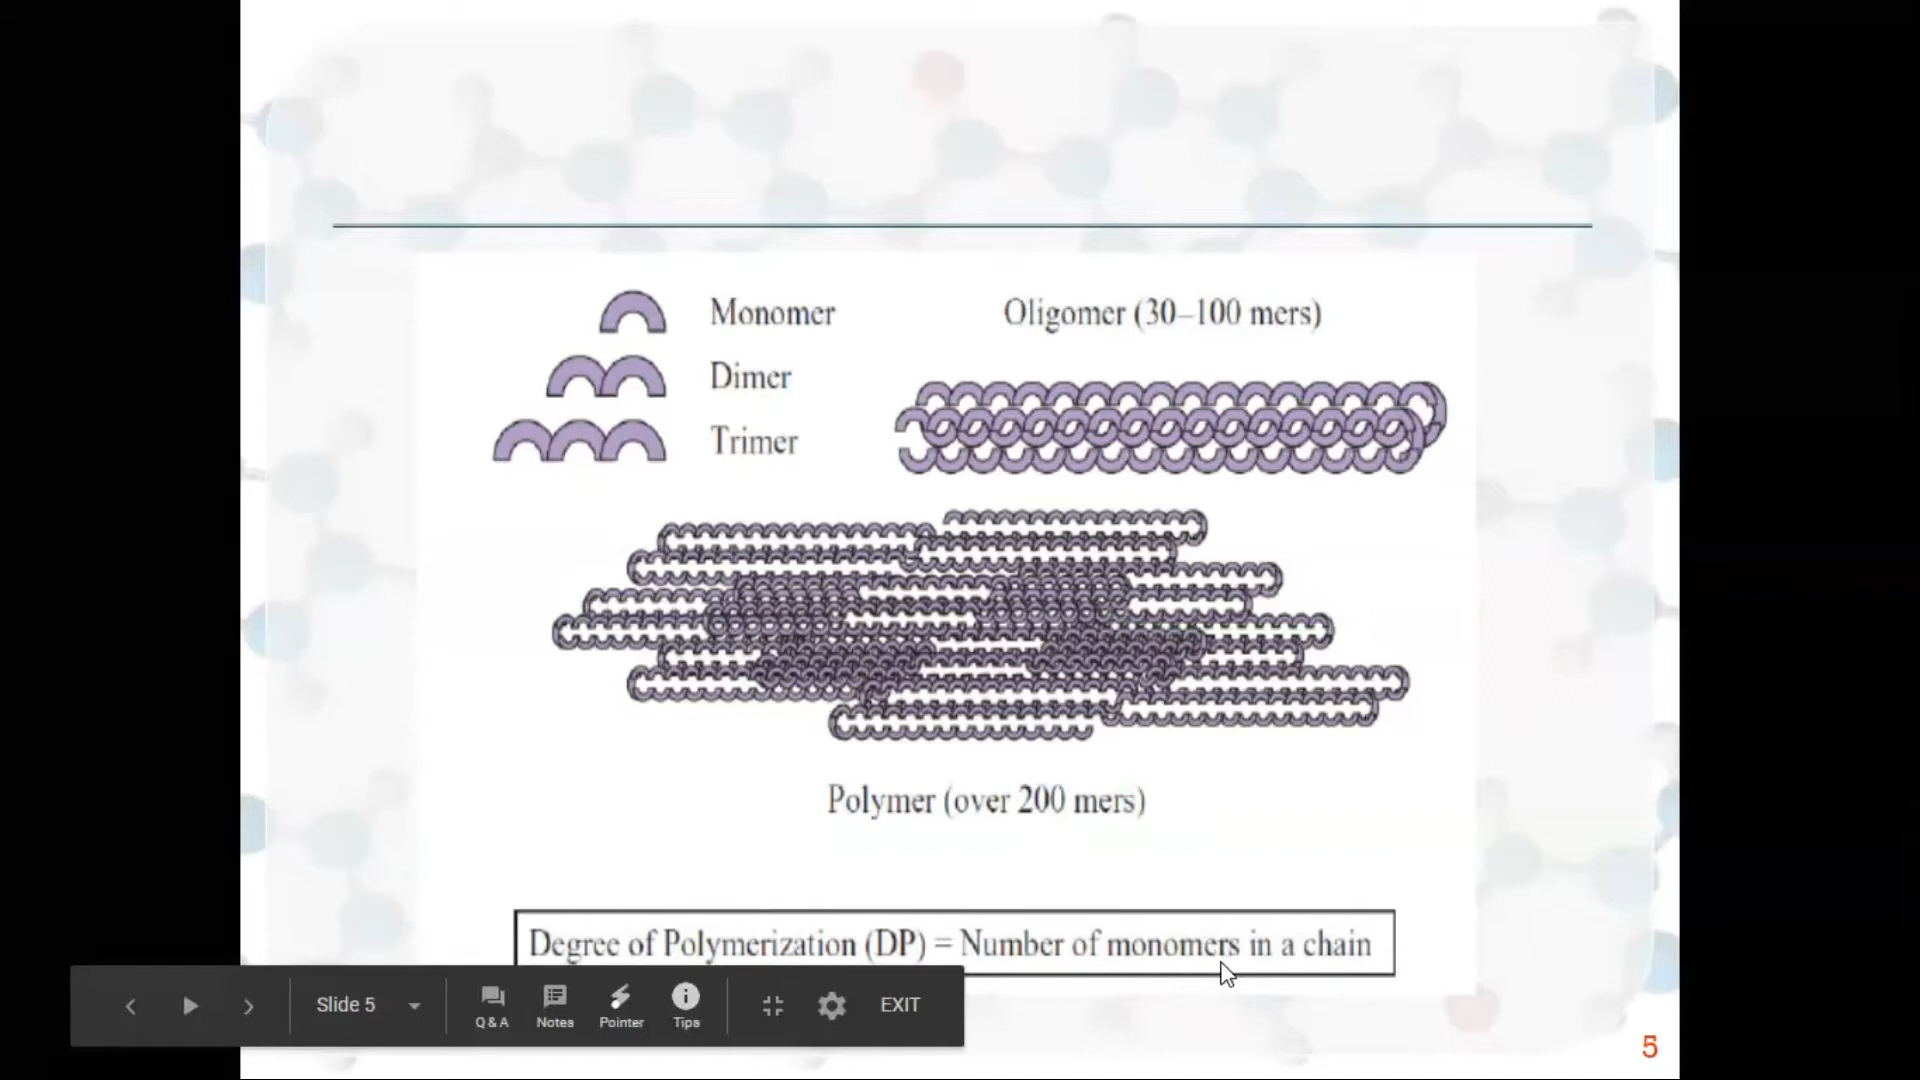 Monomer
Oligomer (30–100 mers)
Dimer
Trimer
Polymer (over 200 mers)
Degree of Polymerization (DP) = Number of monomers in a chain
Slide 5
Q & A
Notes
Pointer
Tips
EXIT
5